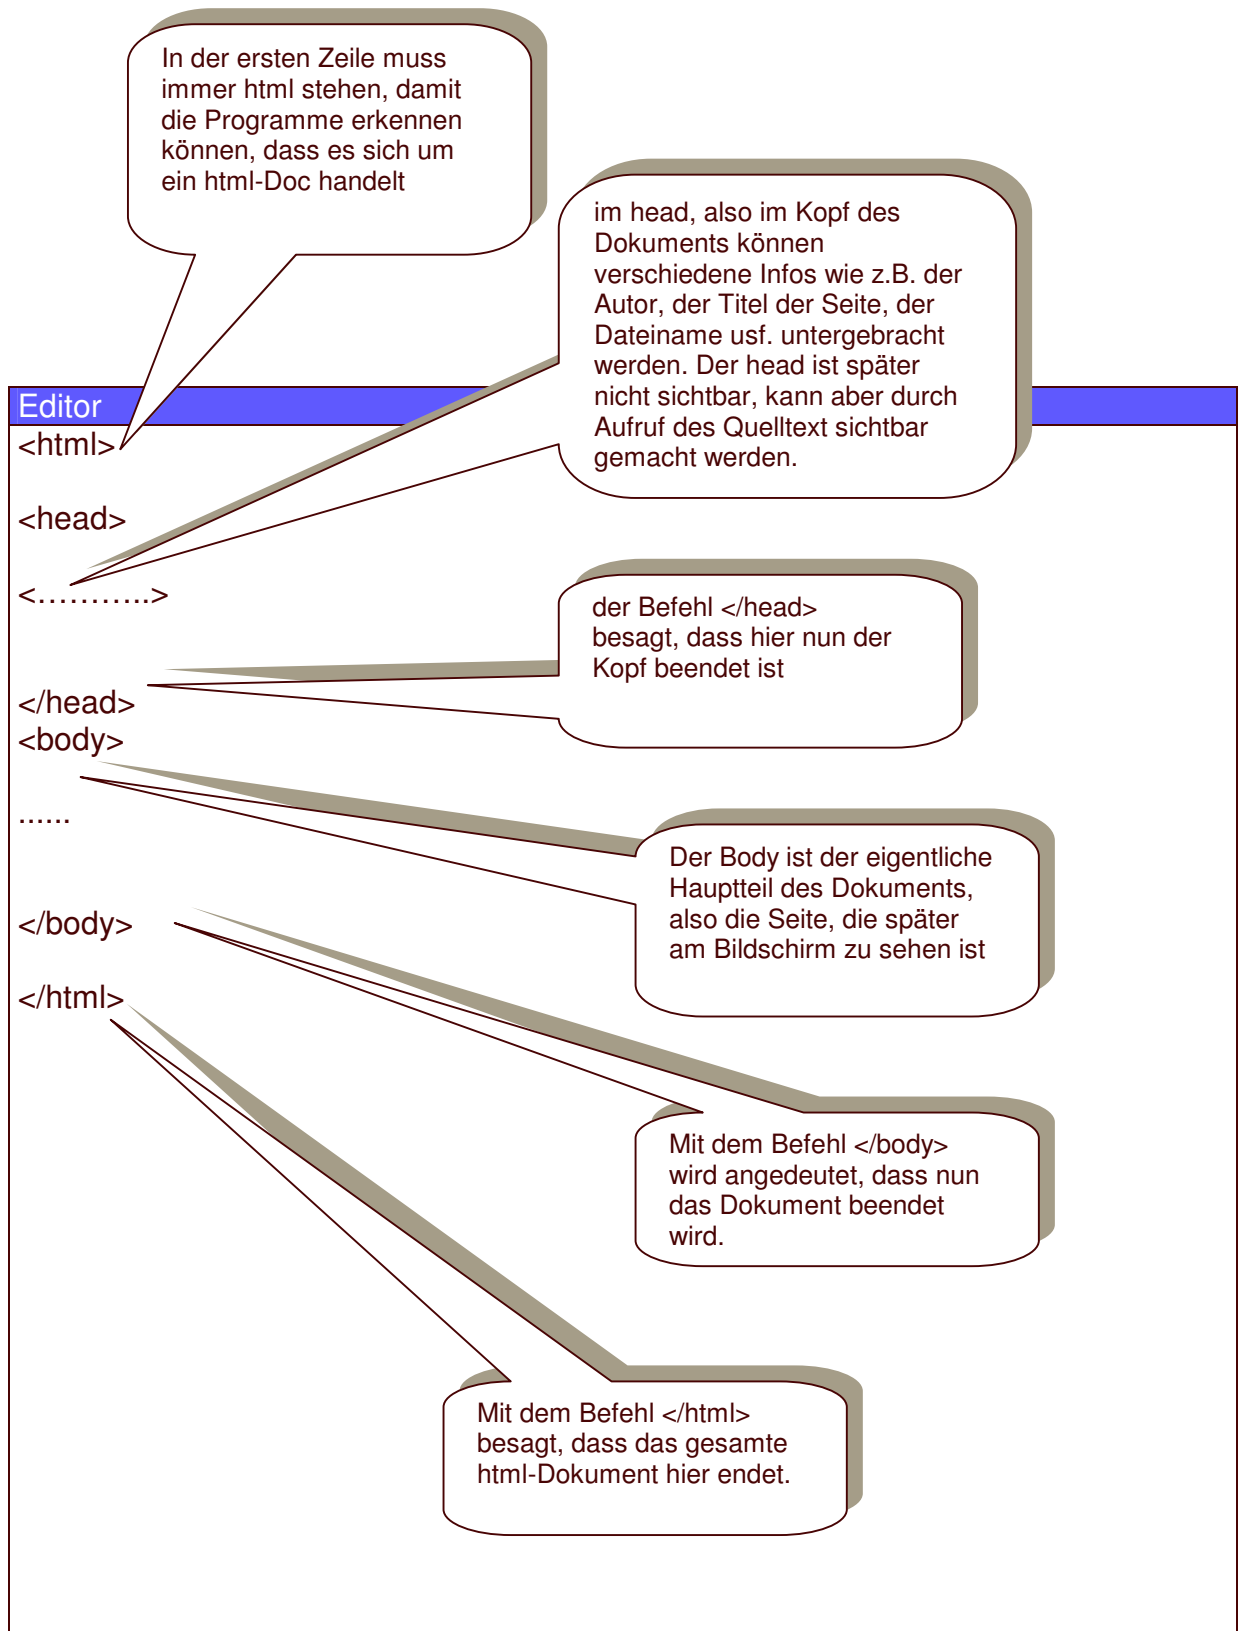 In der ersten Zeile muss
immer html stehen, damit
die Programme erkennen
können, dass es sich um
ein html-Doc handelt
im head, also im Kopf des
Dokuments können
verschiedene Infos wie z.B. der
Autor, der Titel der Seite, der
Dateiname usf. untergebracht
werden. Der head ist später
nicht sichtbar, kann aber durch
Aufruf des Quelltext sichtbar
gemacht werden.
Editor
<html>
<head>
<………..>
der Befehl </head>
besagt, dass hier nun der
Kopf beendet ist
</head>
<body>
......
Der Body ist der eigentliche
Hauptteil des Dokuments,
also die Seite, die später
am Bildschirm zu sehen ist
</body>
</html>
Mit dem Befehl </body>
wird angedeutet, dass nun
das Dokument beendet
wird.
Mit dem Befehl </html>
besagt, dass das gesamte
html-Dokument hier endet.